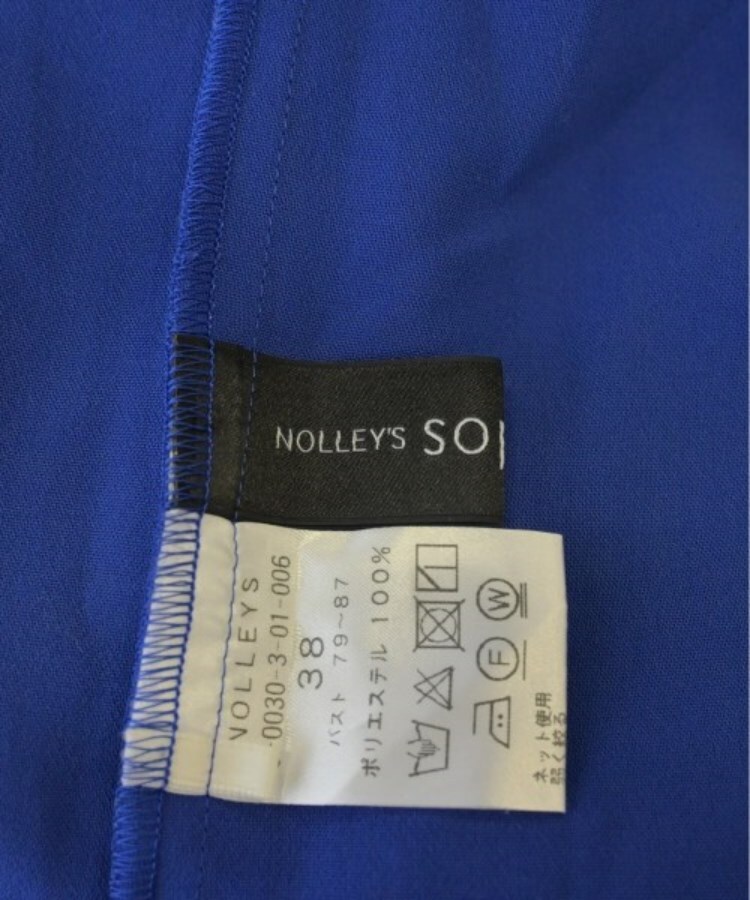 NOLLEY'S SO
NOLLEYS
0030-3-01-006
38
バスト 79~87
ポリエステル 100%
W
F
ネット使用
弱く絞る